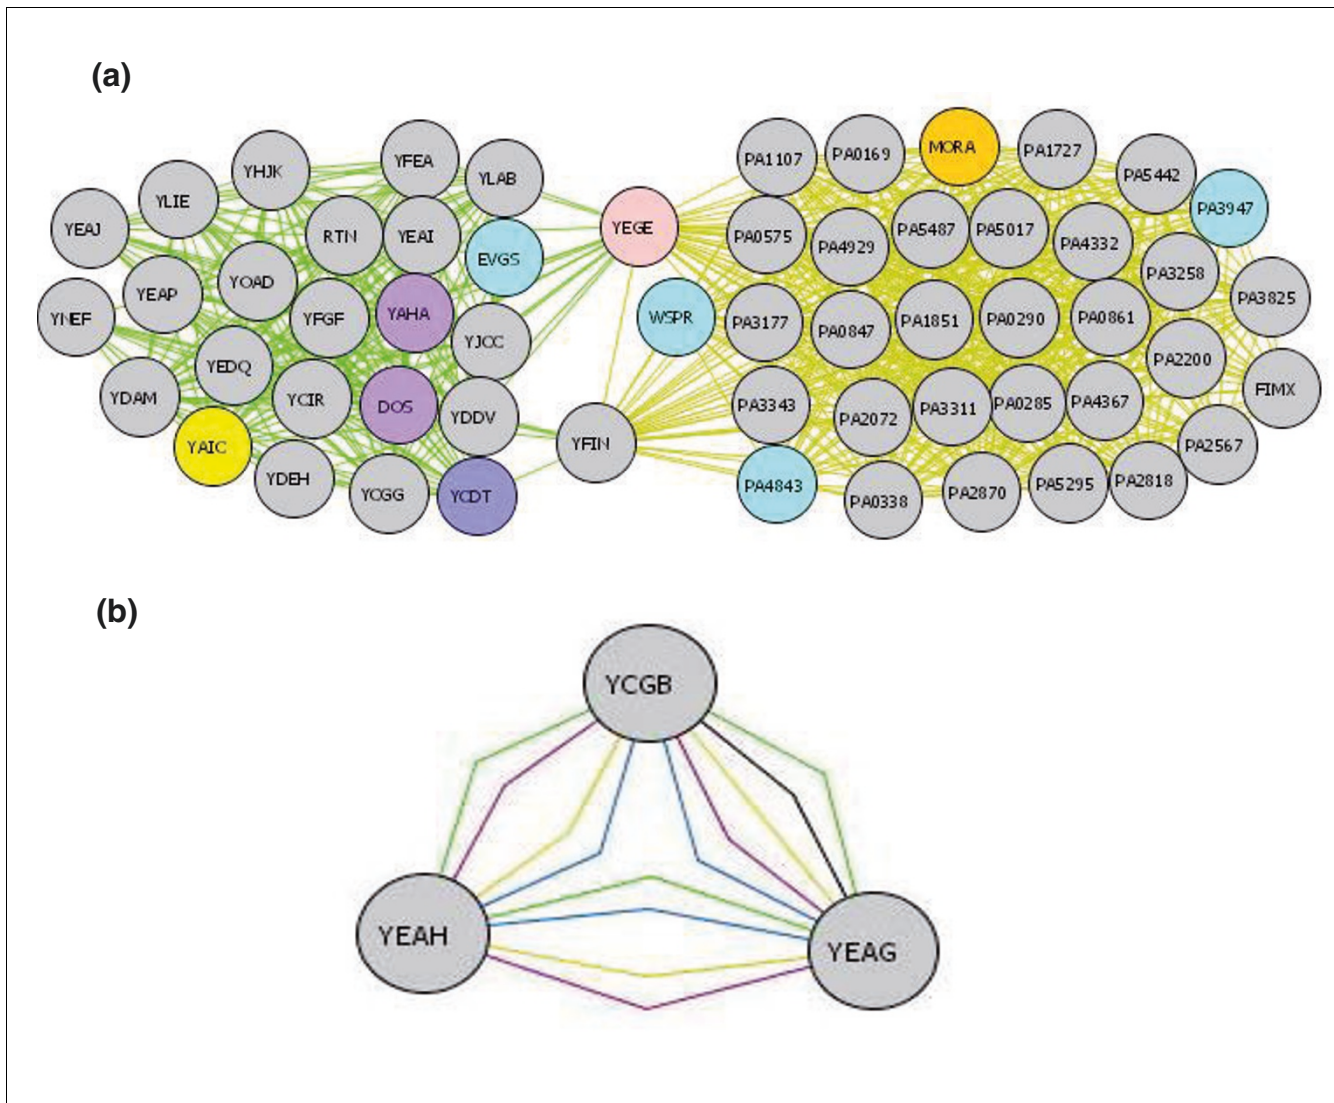 (a)
YHJK
YFEA
YLAB
YLIE
YEAJ
RTN
YEAI
EVGS
YEGE
YOAD
YEAP
YNEF
YFGF
YAHA
YJCC
YEDQ
YDAM
YCIR
DOS
YDDV
YAIC
YDEH
YCGG
YCDT
YFIN
WSPR
PA1107
PA0169
MORA
PA1727
PA5442
PA3947
PA0575
PA4929
PA5487
PA5017
PA4332
PA3258
PA3825
PA3177
PA0847
PA1851
PA0290
PA0861
PA2200
FIMX
PA3343
PA2072
PA3311
PA0285
PA4367
PA2567
PA4843
PA0338
PA2870
PA5295
PA2818
(b)
YCGB
YEAH
YEAG